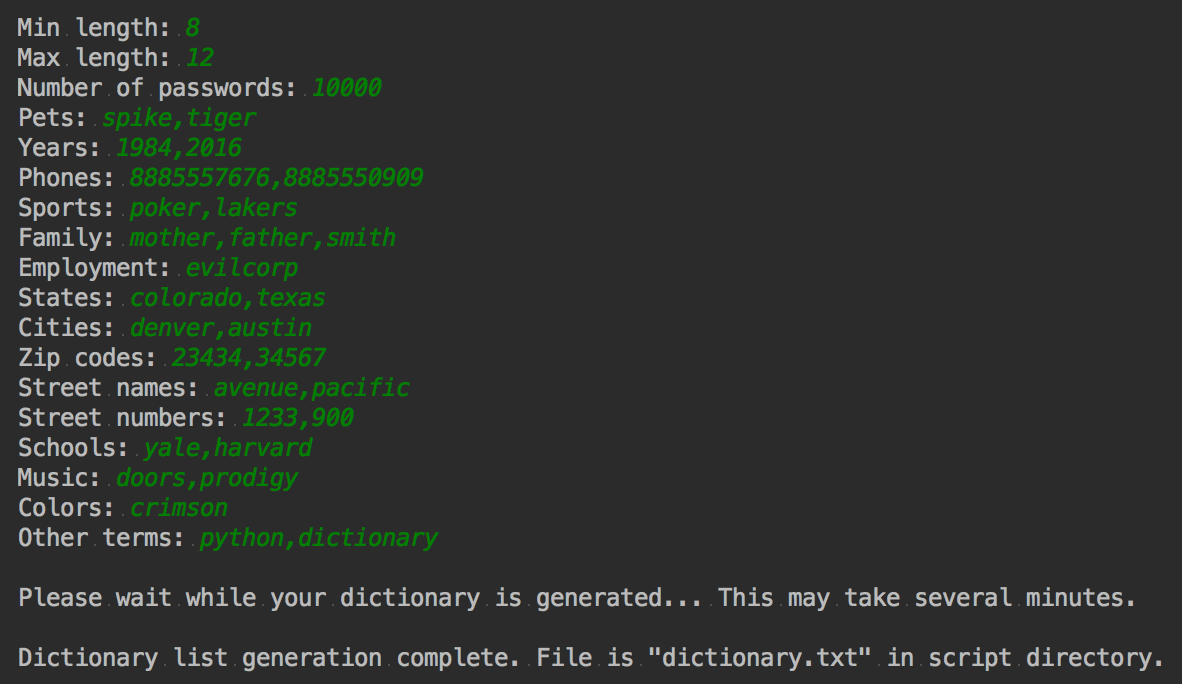 Min length: 8
Max length: 12
Number of passwords: 10000
Pets: spike,tiger
Years: 1984,2016
Phones: 8885557676,8885550909
Sports: poker,lakers
Family: mother,father,smith
Employment: evilcorp
States: colorado,texas
Cities: denver,austin
Zip codes: 23434,34567
Street names: avenue,pacific
Street numbers: 1233,900
Schools: yale,harvard
Music: doors,prodigy
Colors: crimson
Other terms: python,dictionary
Please wait while your dictionary is generated... This may take several minutes.
Dictionary list generation complete. File is "dictionary.txt" in script directory.